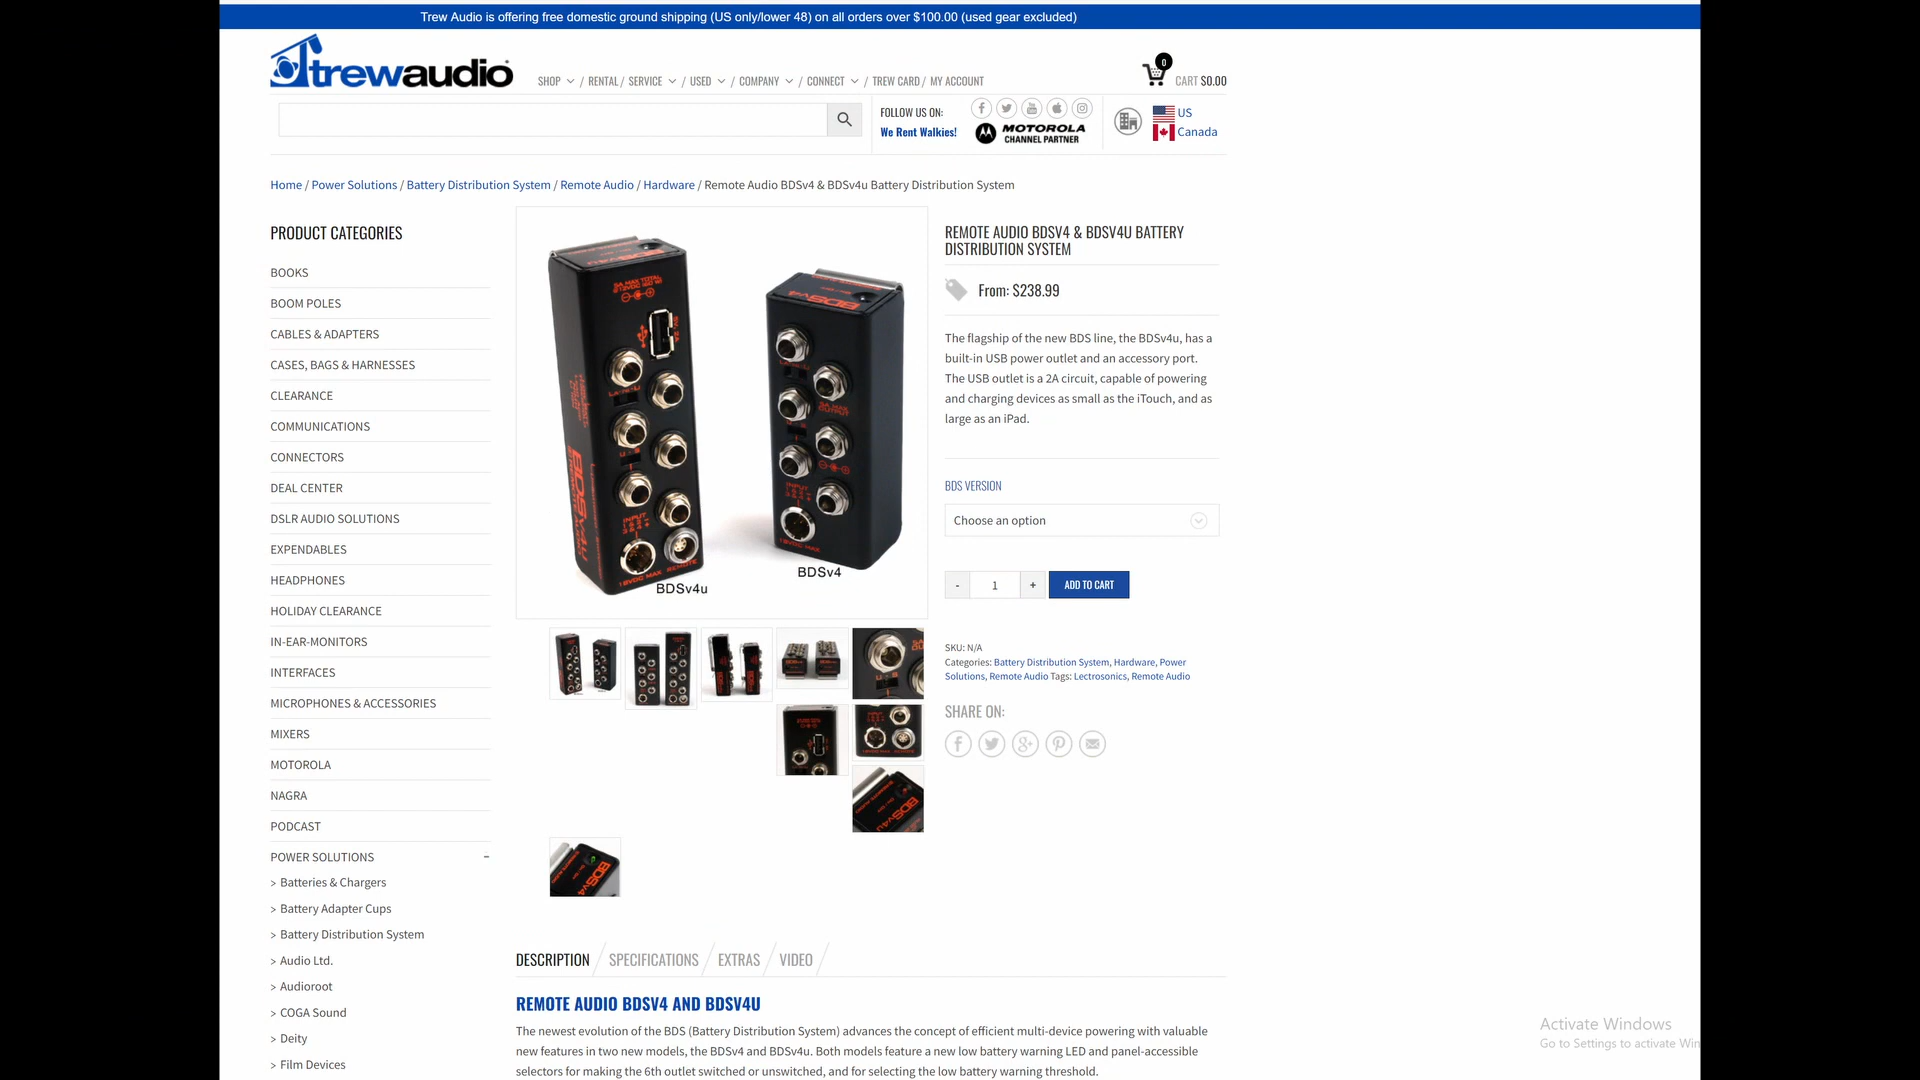 Trew Audio is offering free domestic ground shipping (US only/lower 48) on all orders over $100.00 (used gear excluded)
trewaudio
SHOP / RENTAL / SERVICE / USED / COMPANY / CONNECT / TREW CARD / MY ACCOUNT
0
CART $0.00
FOLLOW US ON:
We Rent Walkies!
MOTOROLA
CHANNEL PARTNER
US
Canada
Home / Power Solutions / Battery Distribution System / Remote Audio / Hardware / Remote Audio BDSv4 & BDSv4u Battery Distribution System
PRODUCT CATEGORIES
BOOKS
BOOM POLES
CABLES & ADAPTERS
CASES, BAGS & HARNESSES
CLEARANCE
COMMUNICATIONS
CONNECTORS
DEAL CENTER
DSLR AUDIO SOLUTIONS
EXPENDABLES
HEADPHONES
HOLIDAY CLEARANCE
IN-EAR-MONITORS
INTERFACES
MICROPHONES & ACCESSORIES
MIXERS
MOTOROLA
NAGRA
PODCAST
POWER SOLUTIONS -
> Batteries & Chargers
> Battery Adapter Cups
> Battery Distribution System
> Audio Ltd.
> Audioroot
> COGA Sound
> Deity
> Film Devices
BDSv4u
BDSv4
REMOTE AUDIO BDSV4 & BDSV4U BATTERY
DISTRIBUTION SYSTEM
From: $238.99
The flagship of the new BDS line, the BDSv4u, has a
built-in USB power outlet and an accessory port.
The USB outlet is a 2A circuit, capable of powering
and charging devices as small as the iTouch, and as
large as an iPad.
BDS VERSION
Choose an option
- 1 + ADD TO CART
SKU: N/A
Categories: Battery Distribution System, Hardware, Power
Solutions, Remote Audio Tags: Lectrosonics, Remote Audio
SHARE ON:
DESCRIPTION SPECIFICATIONS EXTRAS VIDEO
REMOTE AUDIO BDSV4 AND BDSV4U
The newest evolution of the BDS (Battery Distribution System) advances the concept of efficient multi-device powering with valuable
new features in two new models, the BDSv4 and BDSv4u. Both models feature a new low battery warning LED and panel-accessible
selectors for making the 6th outlet switched or unswitched, and for selecting the low battery warning threshold.
Activate Windows
Go to Settings to activate Win